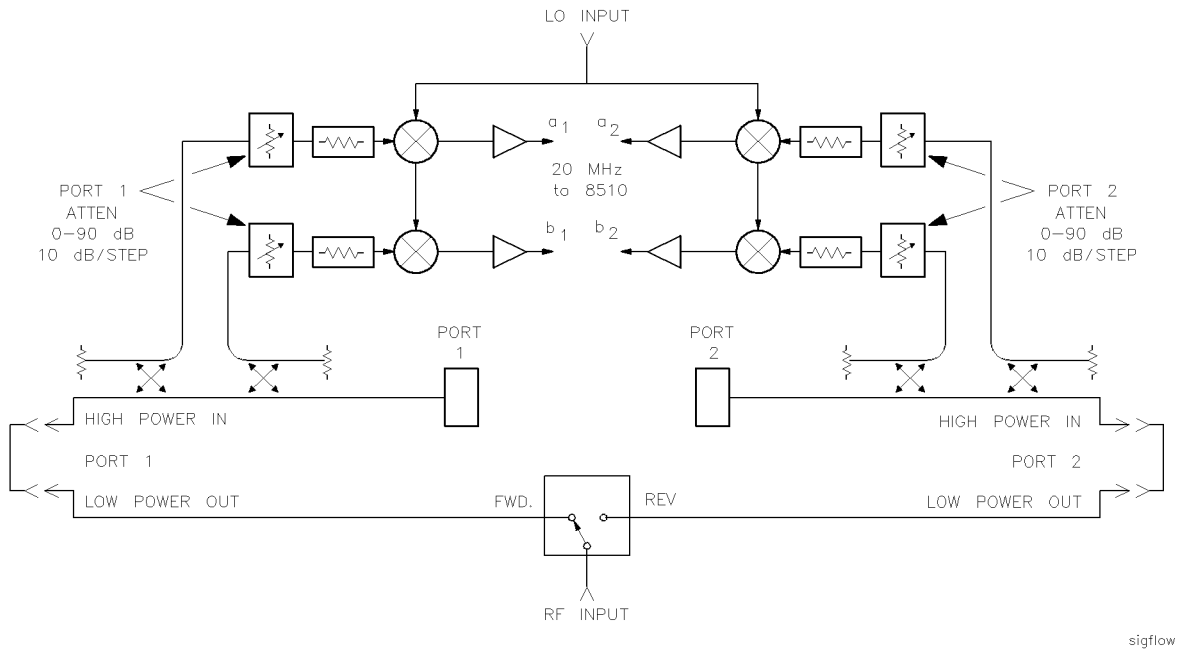 LO INPUT
a1
a2
20 MHz
to 8510
PORT 1
ATTEN
0-90 dB
10 dB/STEP
PORT 2
ATTEN
0-90 dB
10 dB/STEP
b1
b2
PORT
1
PORT
2
HIGH POWER IN
HIGH POWER IN
PORT 1
PORT 2
LOW POWER OUT
FWD.
REV
LOW POWER OUT
RF INPUT
sigflow